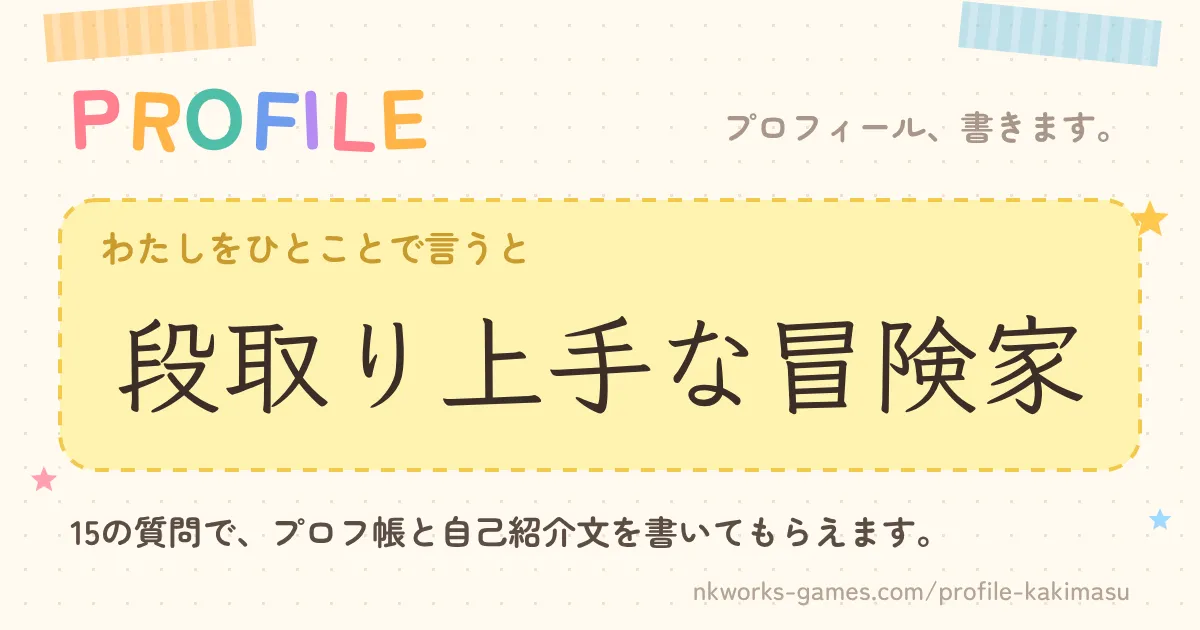 PROFILE
プロフィール、書きます。
わたしをひとことで言うと
段取り上手な冒険家
15の質問で、プロフ帳と自己紹介文を書いてもらえます。
nkworks-games.com/profile-kakimasu